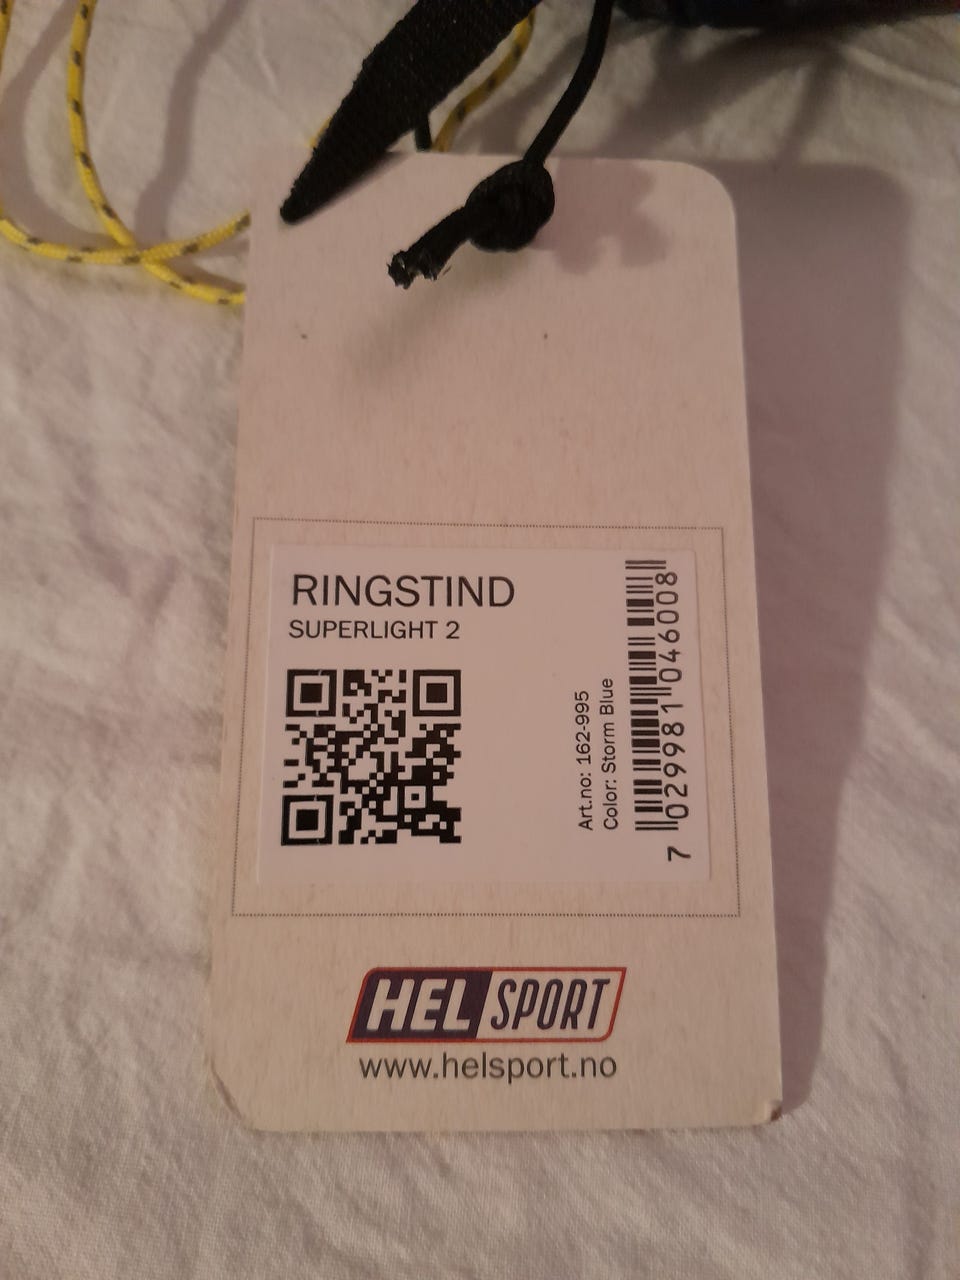 RINGSTIND
SUPERLIGHT 2
Art.no: 162-995
Color: Storm Blue
7 029981 046008
HEL SPORT
www.helsport.no